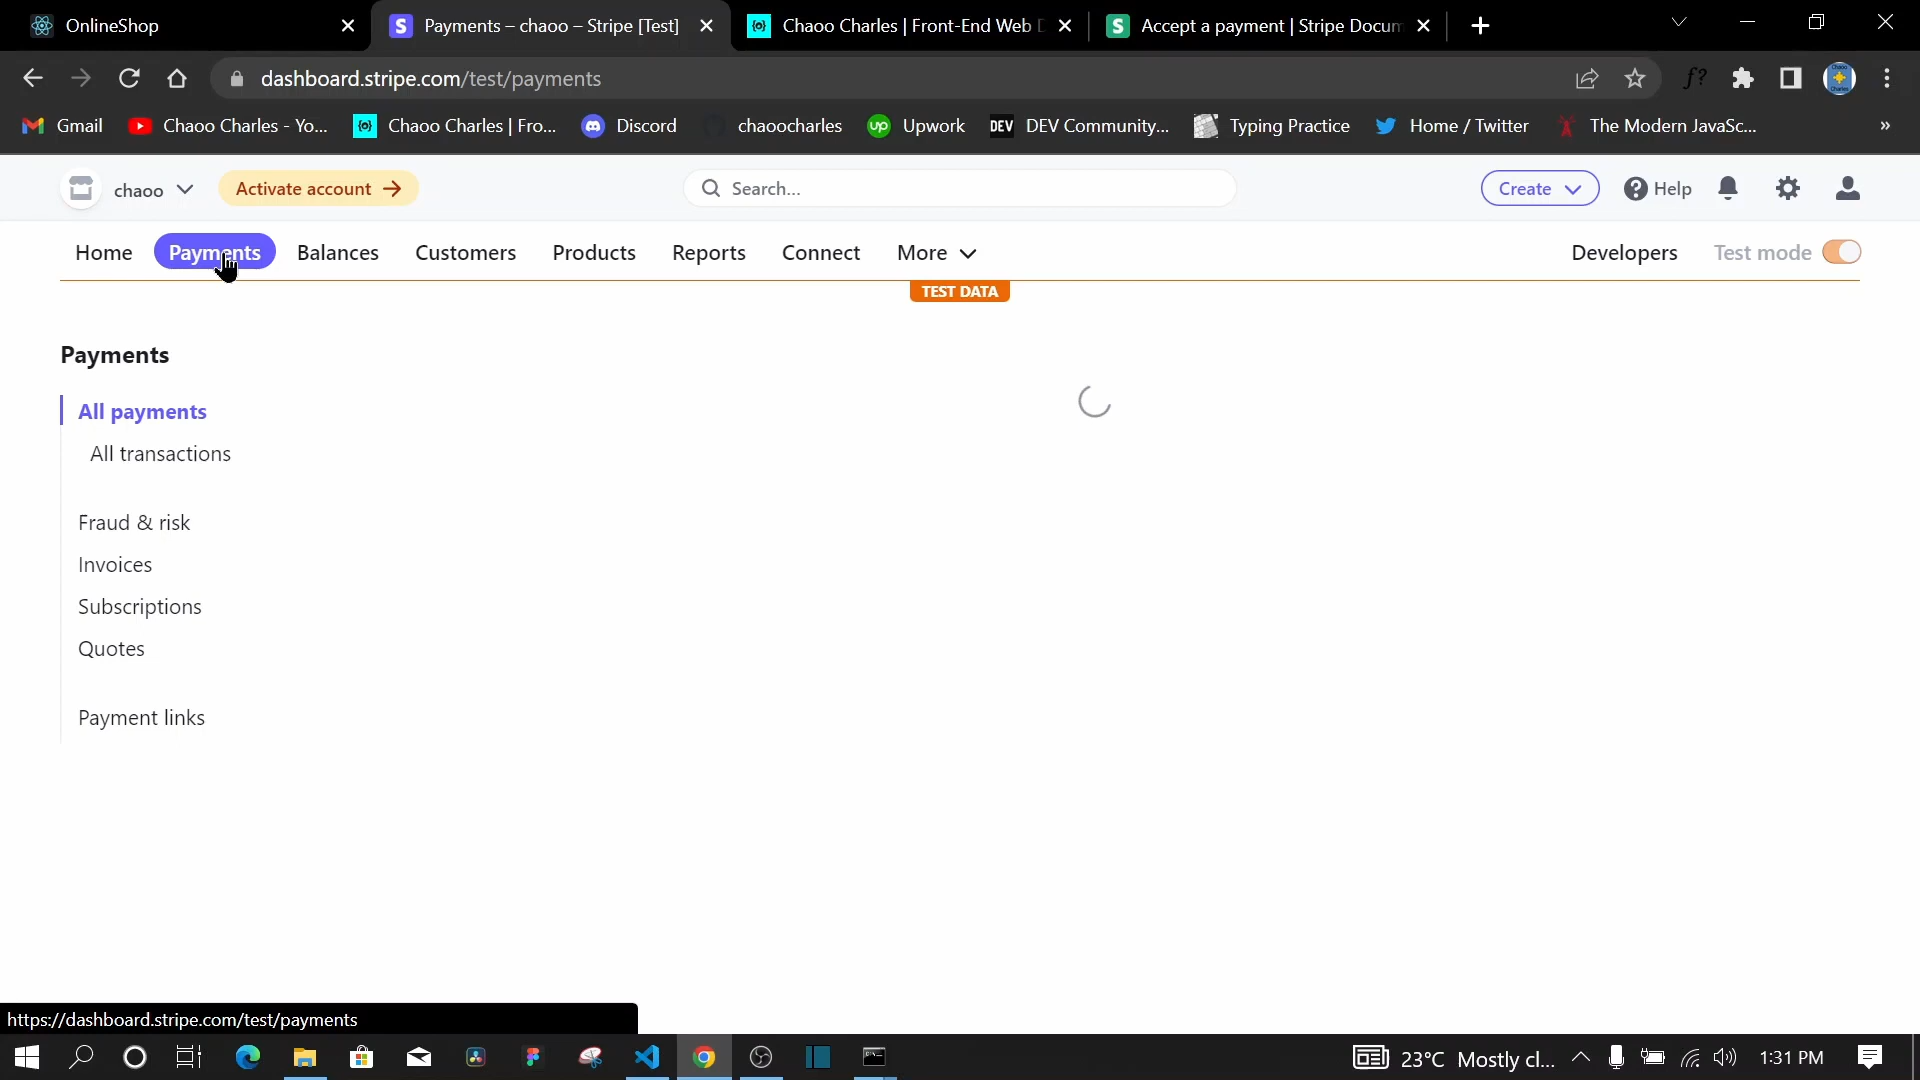 OnlineShop
Payments – chaoo – Stripe [Test]
Chaoo Charles | Front-End Web D
Accept a payment | Stripe Docum
dashboard.stripe.com/test/payments
f?
Gmail
Chaoo Charles - Yo...
Chaoo Charles | Fro...
Discord
chaoocharles
up
Upwork
DEV
DEV Community...
Typing Practice
Home / Twitter
The Modern JavaSc...
»
chaoo
Activate account
Search...
Create
Help
Home
Payments
Balances
Customers
Products
Reports
Connect
More
Developers
Test mode
TEST DATA
Payments
All payments
All transactions
Fraud & risk
Invoices
Subscriptions
Quotes
Payment links
https://dashboard.stripe.com/test/payments
23°C Mostly cl...
1:31 PM